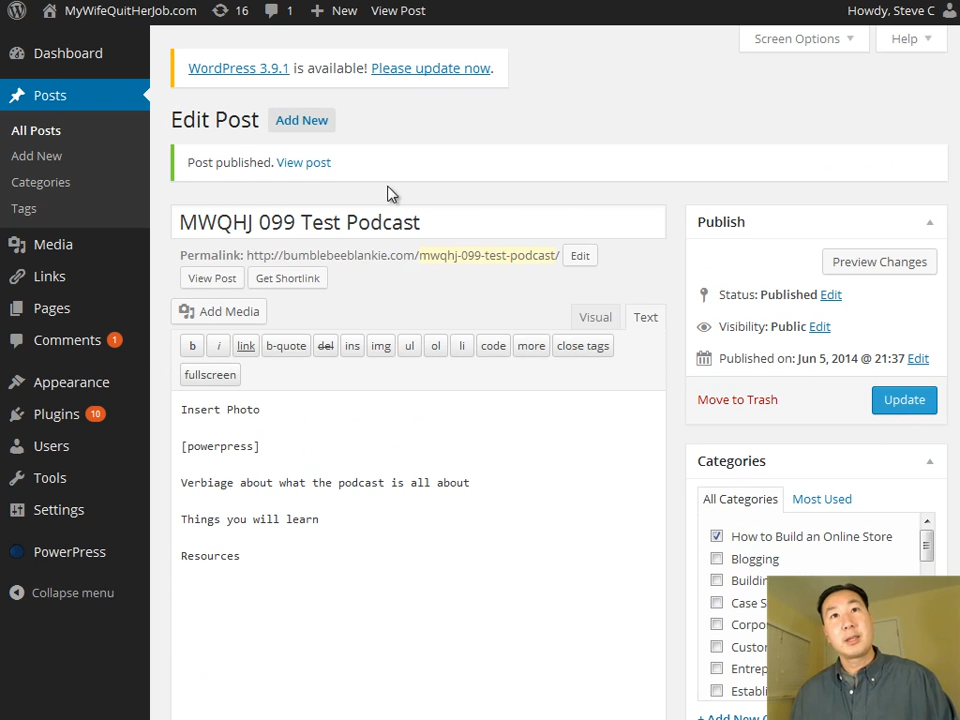 MyWifeQuitHerJob.com 16 1 New View Post Howdy, Steve C
Dashboard
Posts
All Posts
Add New
Categories
Tags
Media
Links
Pages
Comments 1
Appearance
Plugins 10
Users
Tools
Settings
PowerPress
Collapse menu
Screen Options Help
WordPress 3.9.1 is available! Please update now.
Edit Post Add New
Post published. View post
MWQHJ 099 Test Podcast
Permalink: http://bumblebeeblankie.com/mwqhj-099-test-podcast/ Edit
View Post Get Shortlink
Add Media Visual Text
b i link b-quote del ins img ul ol li code more close tags
fullscreen
Insert Photo
[powerpress]
Verbiage about what the podcast is all about
Things you will learn
Resources
Publish
Preview Changes
Status: Published Edit
Visibility: Public Edit
Published on: Jun 5, 2014 @ 21:37 Edit
Move to Trash Update
Categories
All Categories Most Used
How to Build an Online Store
Blogging
Case
+ Add New